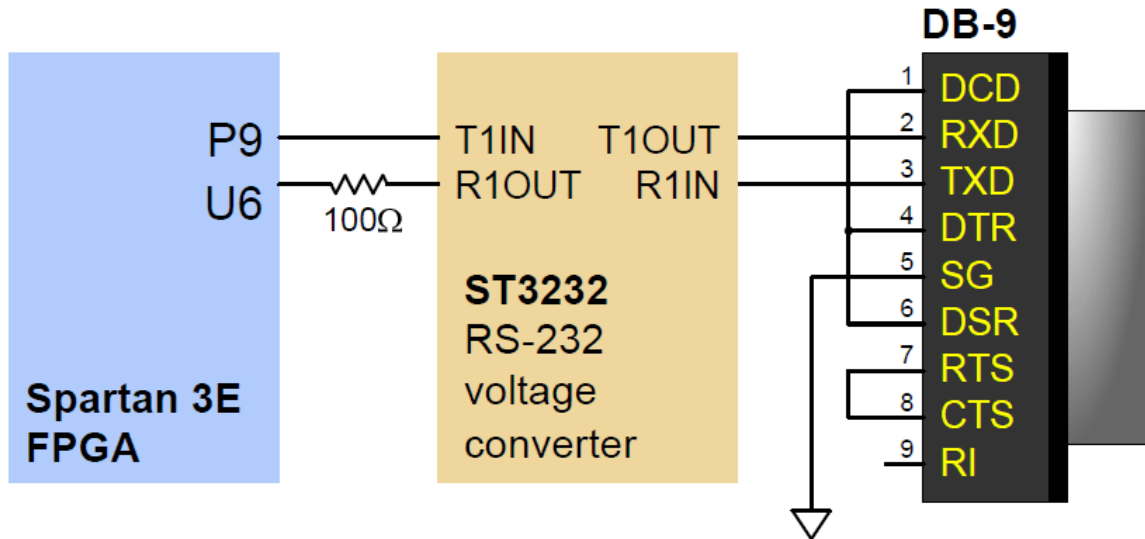 DB-9
P9
U6
100Ω
Spartan 3E
FPGA
T1IN T1OUT
R1OUT R1IN
ST3232
RS-232
voltage
converter
1 DCD
2 RXD
3 TXD
4 DTR
5 SG
6 DSR
7 RTS
8 CTS
9 RI